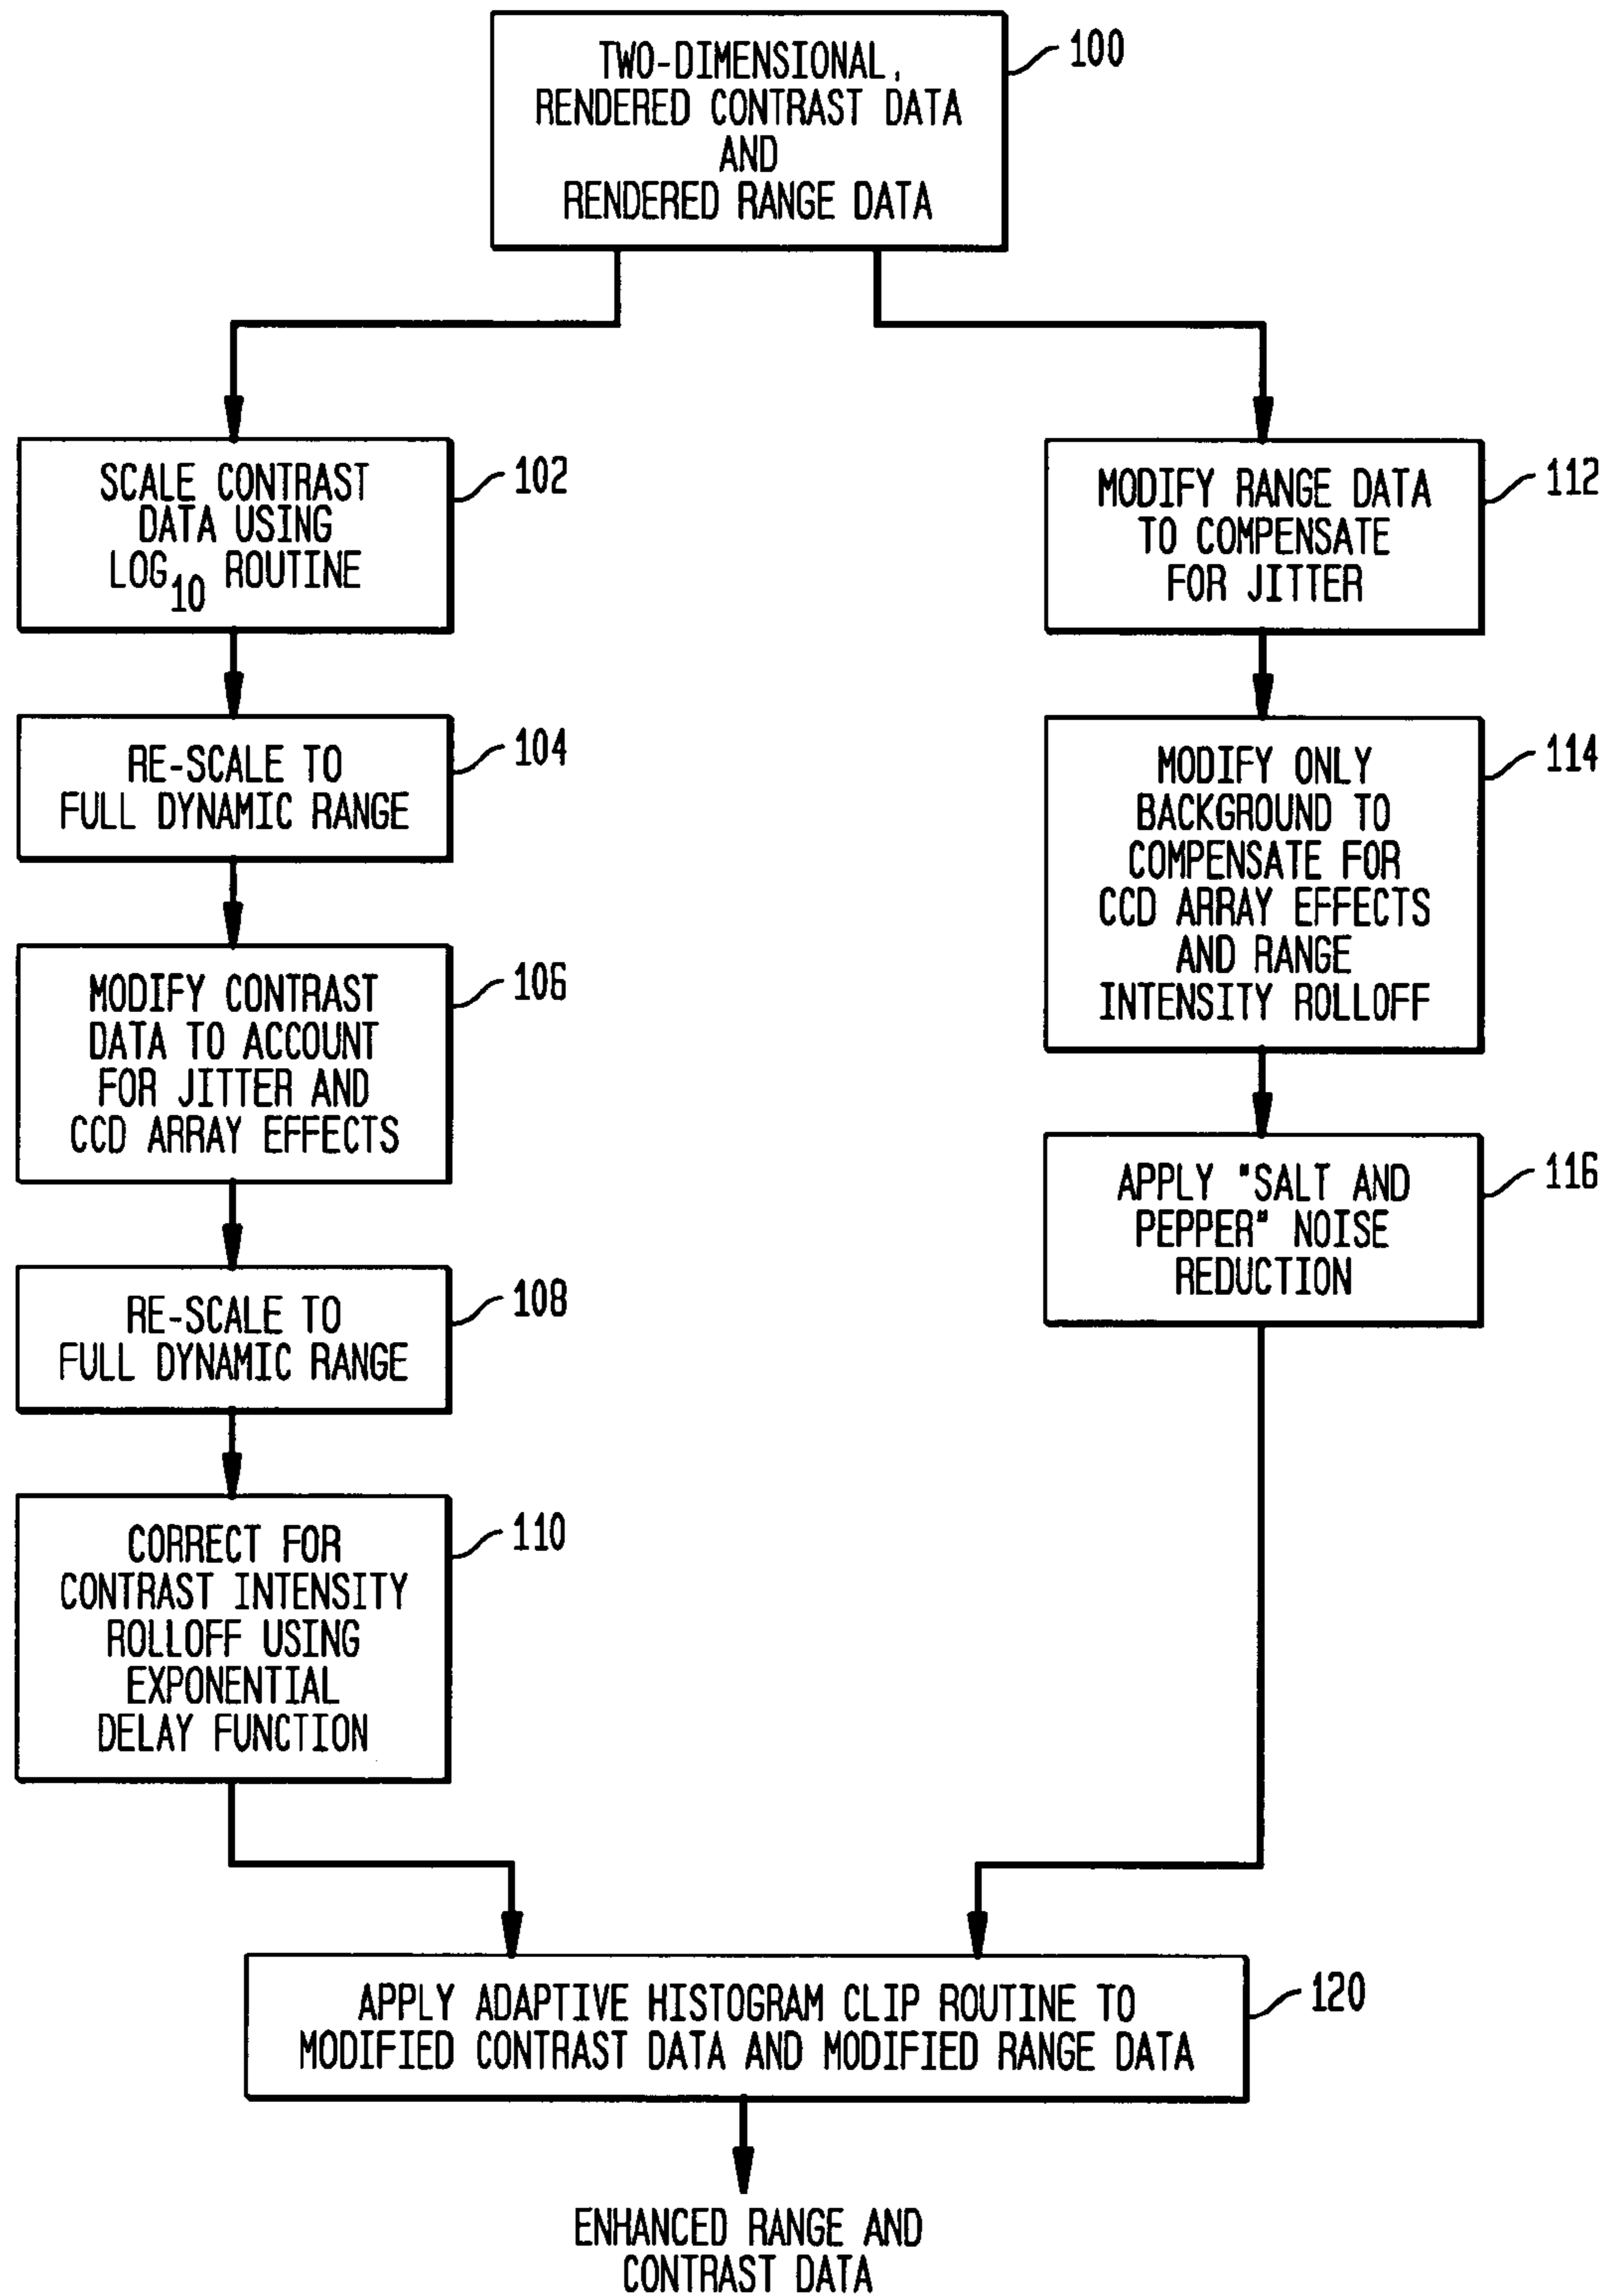 TWO-DIMENSIONAL,
RENDERED CONTRAST DATA
AND
RENDERED RANGE DATA
100
SCALE CONTRAST
DATA USING
LOG10 ROUTINE
102
RE-SCALE TO
FULL DYNAMIC RANGE
104
MODIFY CONTRAST
DATA TO ACCOUNT
FOR JITTER AND
CCD ARRAY EFFECTS
106
RE-SCALE TO
FULL DYNAMIC RANGE
108
CORRECT FOR
CONTRAST INTENSITY
ROLLOFF USING
EXPONENTIAL
DELAY FUNCTION
110
MODIFY RANGE DATA
TO COMPENSATE
FOR JITTER
112
MODIFY ONLY
BACKGROUND TO
COMPENSATE FOR
CCD ARRAY EFFECTS
AND RANGE
INTENSITY ROLLOFF
114
APPLY "SALT AND
PEPPER" NOISE
REDUCTION
116
APPLY ADAPTIVE HISTOGRAM CLIP ROUTINE TO
MODIFIED CONTRAST DATA AND MODIFIED RANGE DATA
120
ENHANCED RANGE AND
CONTRAST DATA